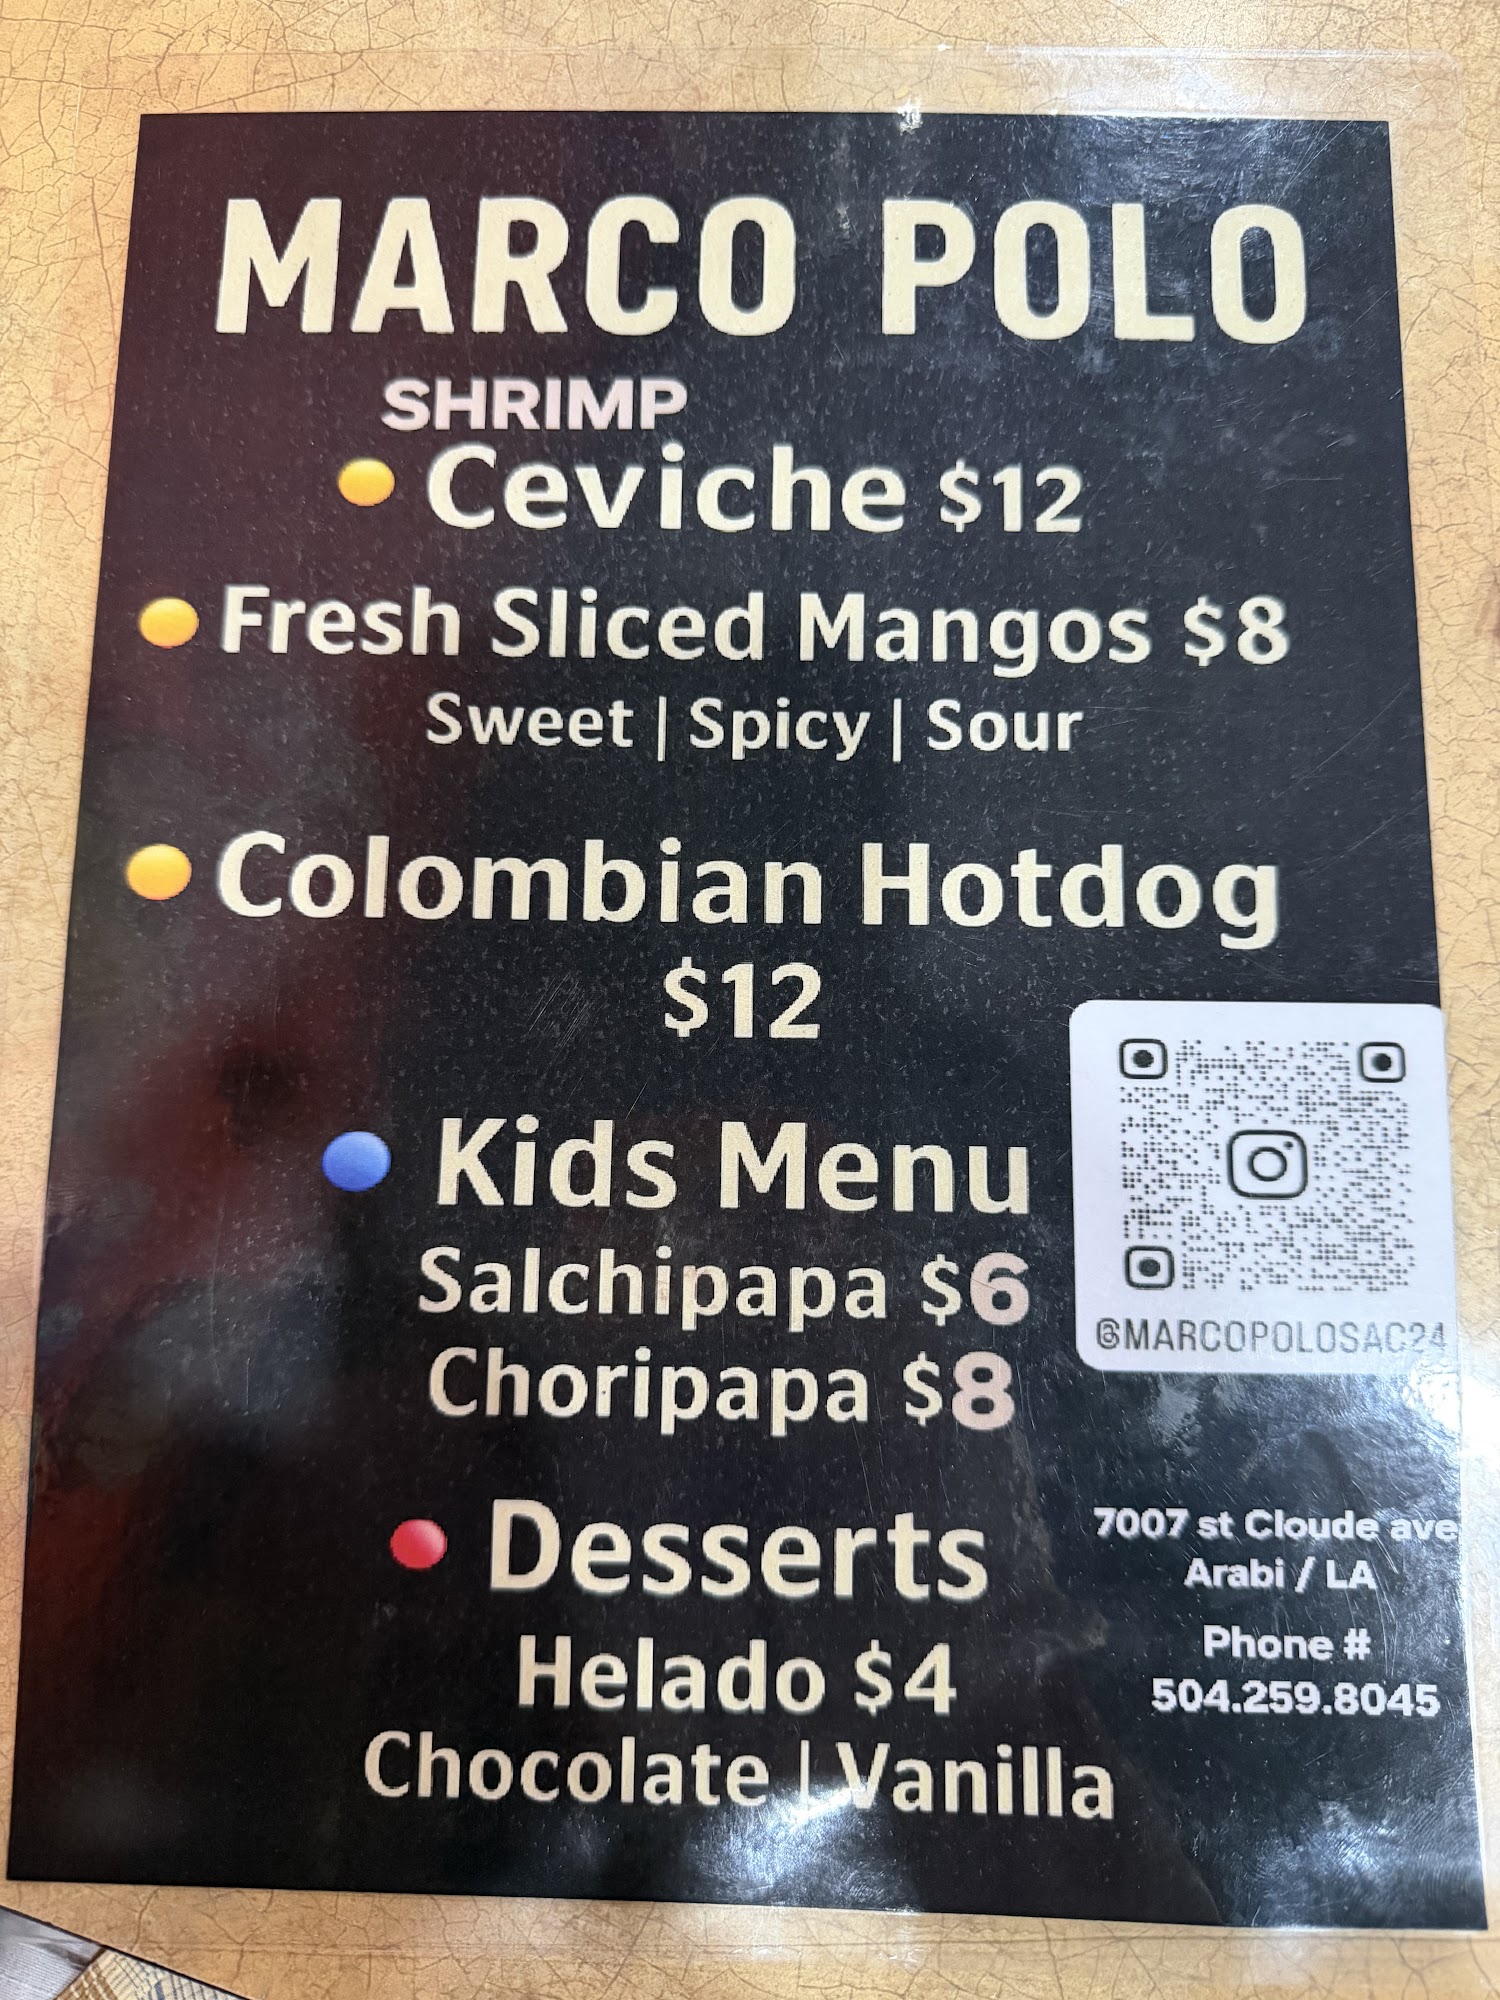 MARCO POLO
SHRIMP
Ceviche $12
Fresh Sliced Mangos $8
Sweet | Spicy | Sour
Colombian Hotdog
$12
Kids Menu
Salchipapa $6
Choripapa $8
@MARCOPOLOSAC24
Desserts
Helado $4
Chocolate | Vanilla
7007 st Cloude ave
Arabi / LA
Phone #
504.259.8045